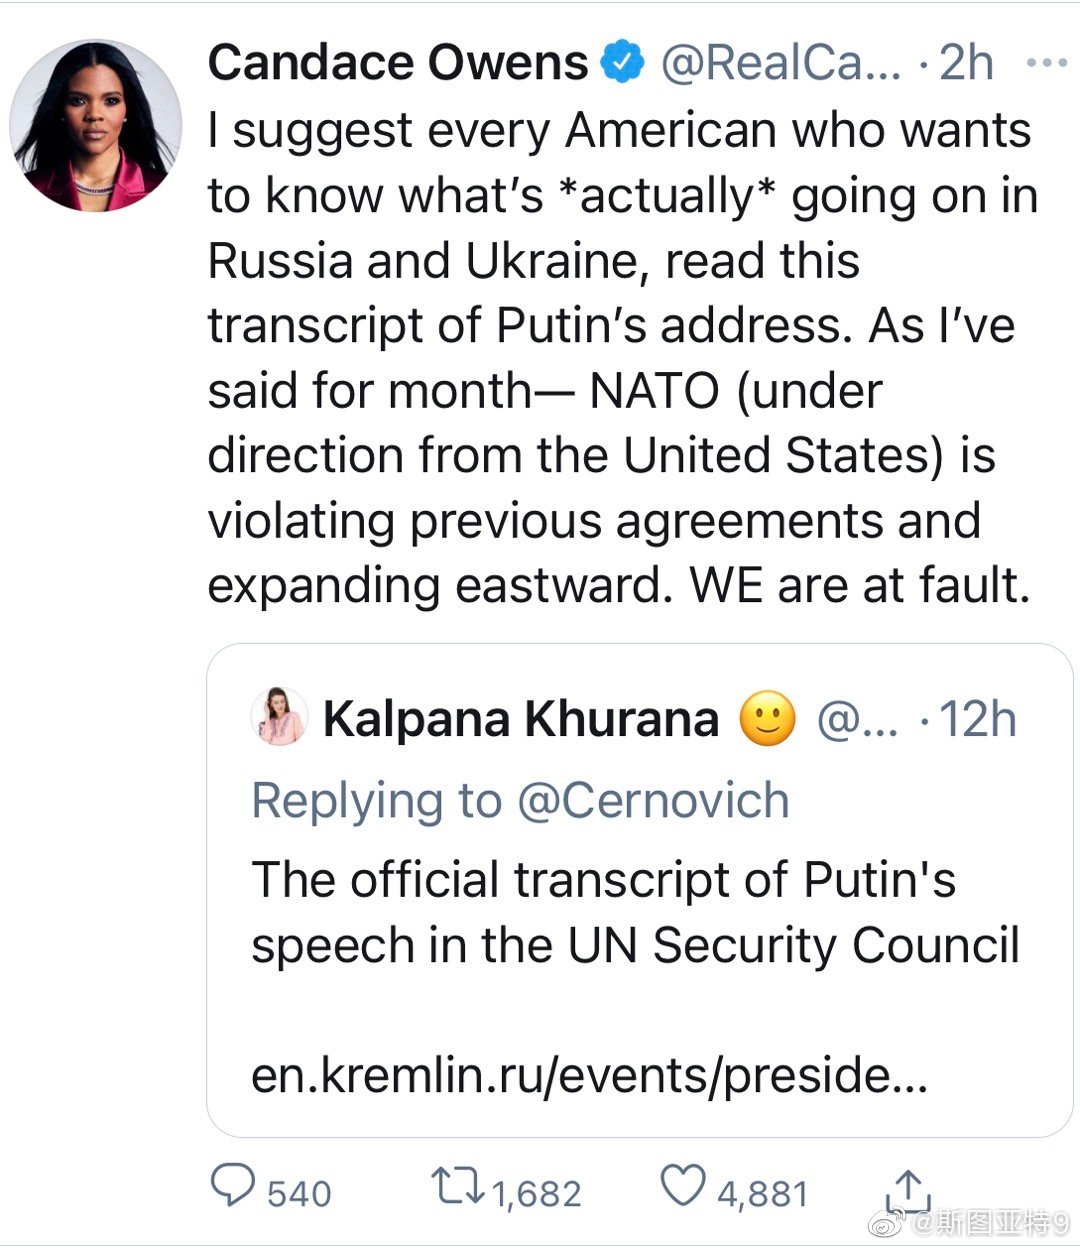 Candace Owens @RealCa... · 2h ...
I suggest every American who wants
to know what's *actually* going on in
Russia and Ukraine, read this
transcript of Putin's address. As I've
said for month— NATO (under
direction from the United States) is
violating previous agreements and
expanding eastward. WE are at fault.
Kalpana Khurana 🙂 @... · 12h
Replying to @Cernovich
The official transcript of Putin's
speech in the UN Security Council
en.kremlin.ru/events/preside...
540 1,682 4,881
@斯图亚特9